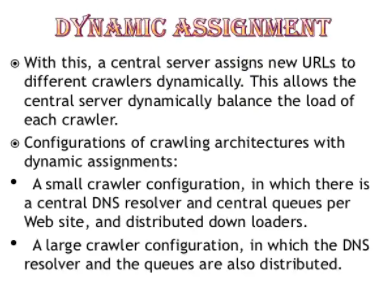 DYNAMIC ASSIGNMENT
⦿ With this, a central server assigns new URLs to
different crawlers dynamically. This allows the
central server dynamically balance the load of
each crawler.
⦿ Configurations of crawling architectures with
dynamic assignments:
• A small crawler configuration, in which there is
a central DNS resolver and central queues per
Web site, and distributed down loaders.
• A large crawler configuration, in which the DNS
resolver and the queues are also distributed.